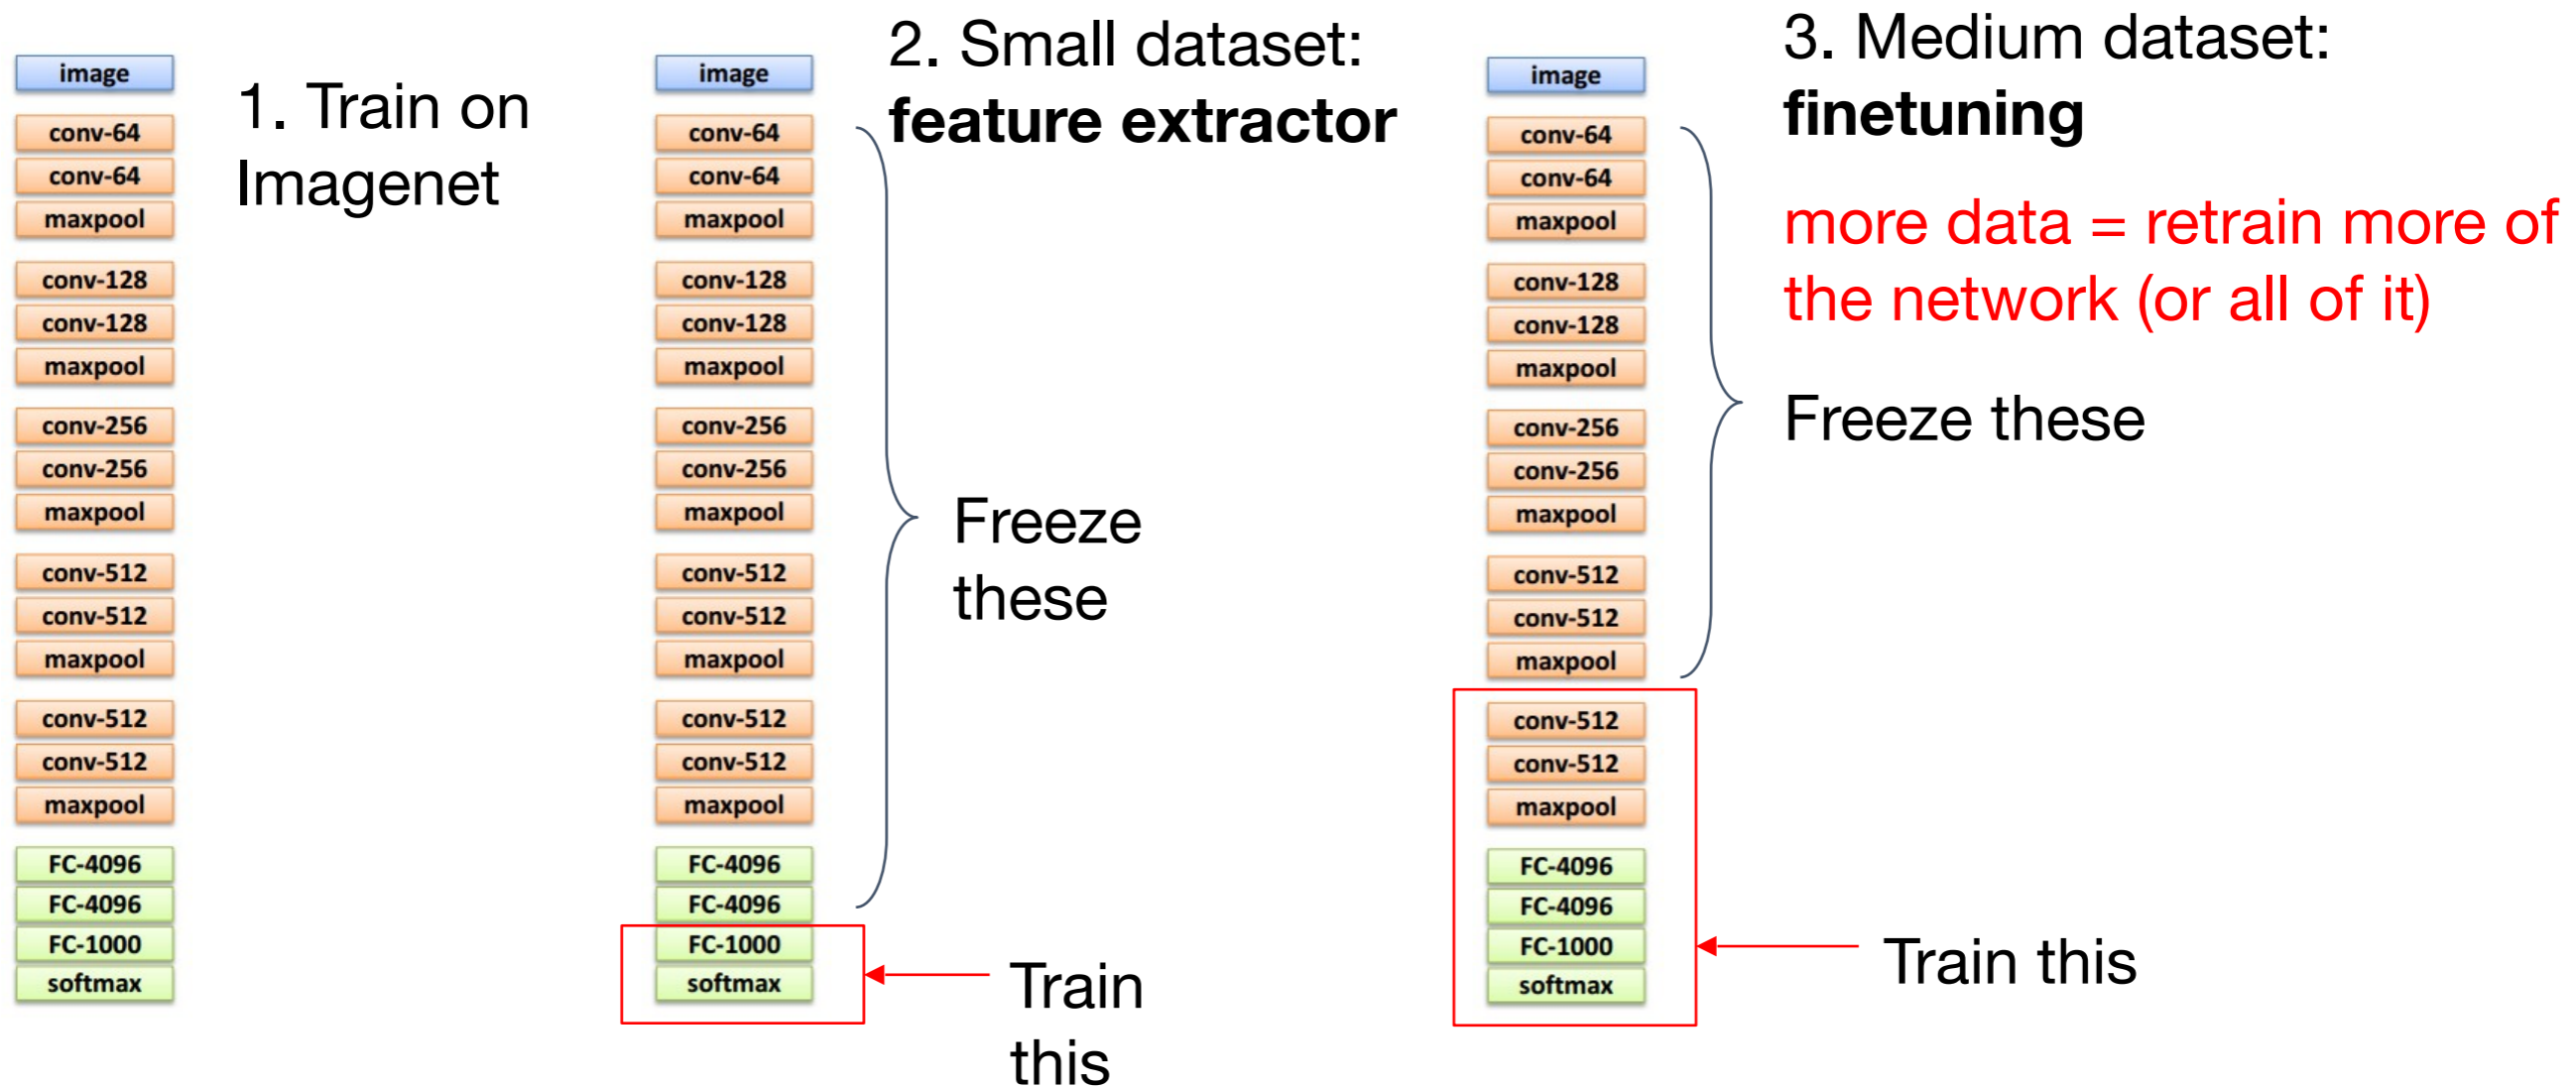 image
conv-64
conv-64
maxpool
conv-128
conv-128
maxpool
conv-256
conv-256
maxpool
conv-512
conv-512
maxpool
conv-512
conv-512
maxpool
FC-4096
FC-4096
FC-1000
softmax
1. Train on
Imagenet
image
conv-64
conv-64
maxpool
conv-128
conv-128
maxpool
conv-256
conv-256
maxpool
conv-512
conv-512
maxpool
conv-512
conv-512
maxpool
FC-4096
FC-4096
FC-1000
softmax
2. Small dataset:
feature extractor
Freeze
these
Train
this
image
conv-64
conv-64
maxpool
conv-128
conv-128
maxpool
conv-256
conv-256
maxpool
conv-512
conv-512
maxpool
conv-512
conv-512
maxpool
FC-4096
FC-4096
FC-1000
softmax
3. Medium dataset:
finetuning
more data = retrain more of
the network (or all of it)
Freeze these
Train this